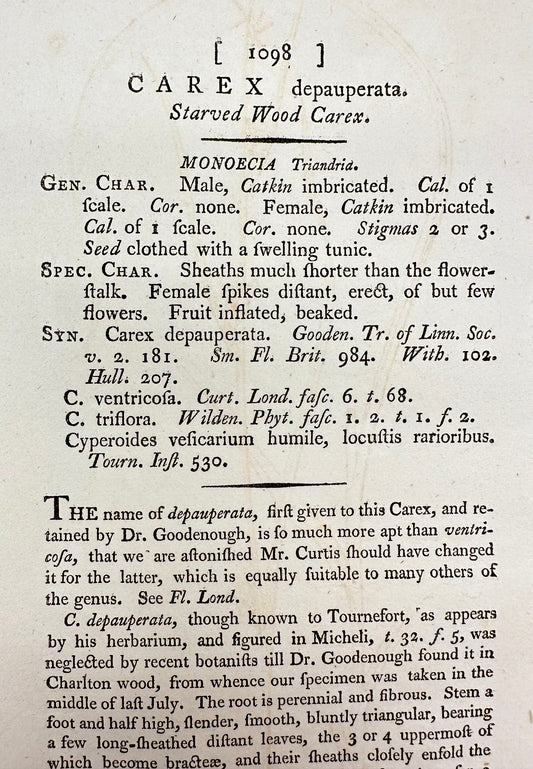 [ 1098 ]
CAREX depauperata.
Starved Wood Carex.
MONOECIA Triandria.
GEN. CHAR. Male, Catkin imbricated. Cal. of 1
ſcale. Cor. none. Female, Catkin imbricated.
Cal. of 1 ſcale. Cor. none. Stigmas 2 or 3.
Seed clothed with a ſwelling tunic.
SPEC. CHAR. Sheaths much ſhorter than the flower-
ſtalk. Female ſpikes diſtant, erect, of but few
flowers. Fruit inflated, beaked.
SYN. Carex depauperata. Gooden. Tr. of Linn. Soc.
v. 2. 181. Sm. Fl. Brit. 984. With. 102.
Hull. 207.
C. ventricoſa. Curt. Lond. faſc. 6. t. 68.
C. triflora. Wilden. Phyt. faſc. 1. 2. t. 1. f. 2.
Cyperoides veſicarium humile, locuſtis rarioribus.
Tourn. Inſt. 530.
THE name of depauperata, firſt given to this Carex, and re-
tained by Dr. Goodenough, is ſo much more apt than ventri-
coſa, that we are aſtoniſhed Mr. Curtis ſhould have changed
it for the latter, which is equally ſuitable to many others of
the genus. See Fl. Lond.
C. depauperata, though known to Tournefort, as appears
by his herbarium, and figured in Micheli, t. 32. f. 5, was
neglected by recent botaniſts till Dr. Goodenough found it in
Charlton wood, from whence our ſpecimen was taken in the
middle of laſt July. The root is perennial and fibrous. Stem a
foot and half high, ſlender, ſmooth, bluntly triangular, bearing
a few long-ſheathed diſtant leaves, the 3 or 4 uppermoſt of
which become bracteæ, and their ſheaths cloſely enfold the